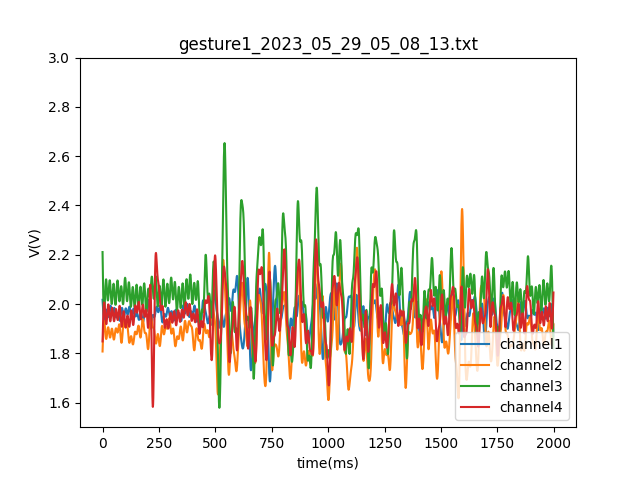 gesture1_2023_05_29_05_08_13.txt
3.0
2.8
2.6
2.4
2.2
2.0
1.8
1.6
V(V)
0 250 500 750 1000 1250 1500 1750 2000
time(ms)
channel1
channel2
channel3
channel4